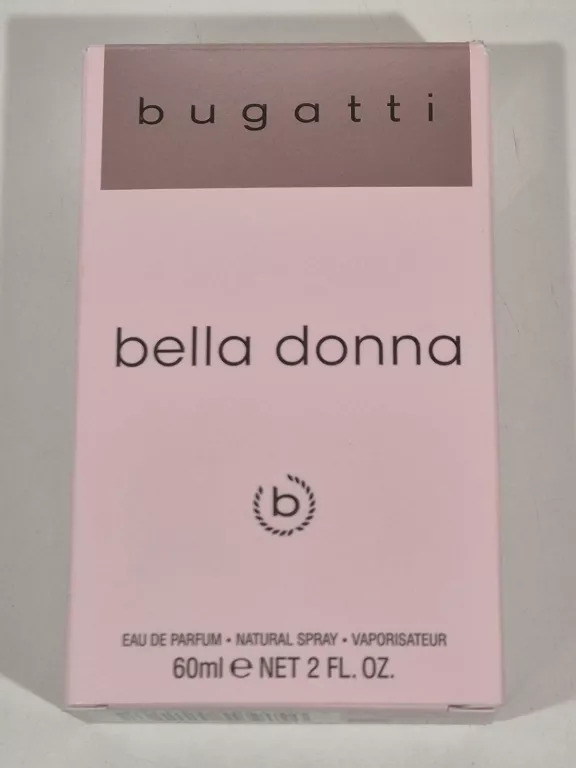 bugatti
bella donna
b
EAU DE PARFUM • NATURAL SPRAY • VAPORISATEUR
60ml ℮ NET 2 FL. OZ.